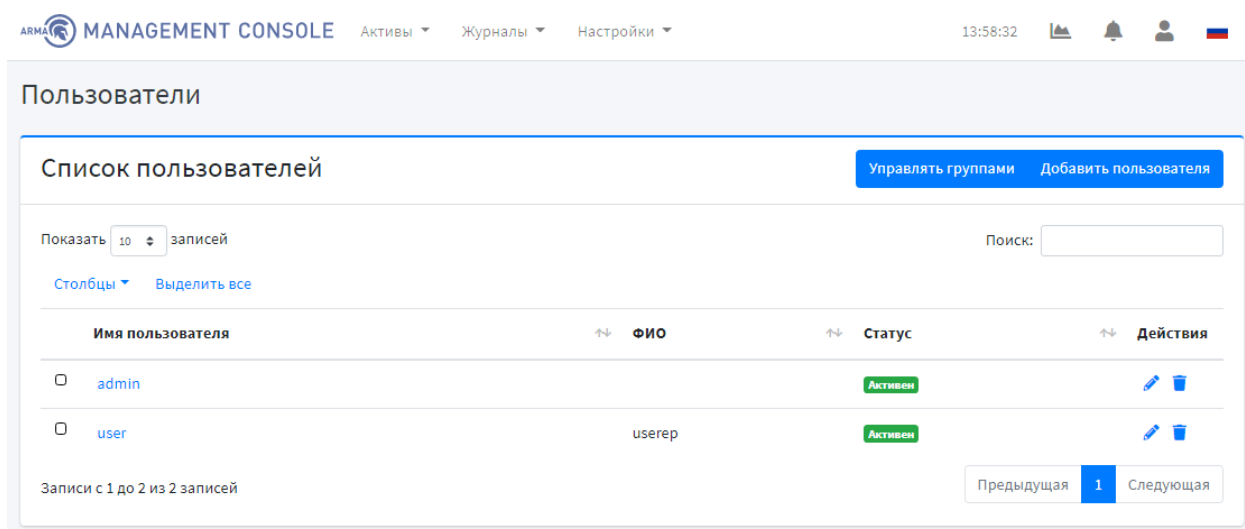 ARMA MANAGEMENT CONSOLE Активы Журналы Настройки 13:58:32
Пользователи
Список пользователей Управлять группами Добавить пользователя
Показать 10 записей Поиск:
Столбцы Выделить все
Имя пользователя ФИО Статус Действия
admin Активен
user userep Активен
Записи с 1 до 2 из 2 записей Предыдущая 1 Следующая